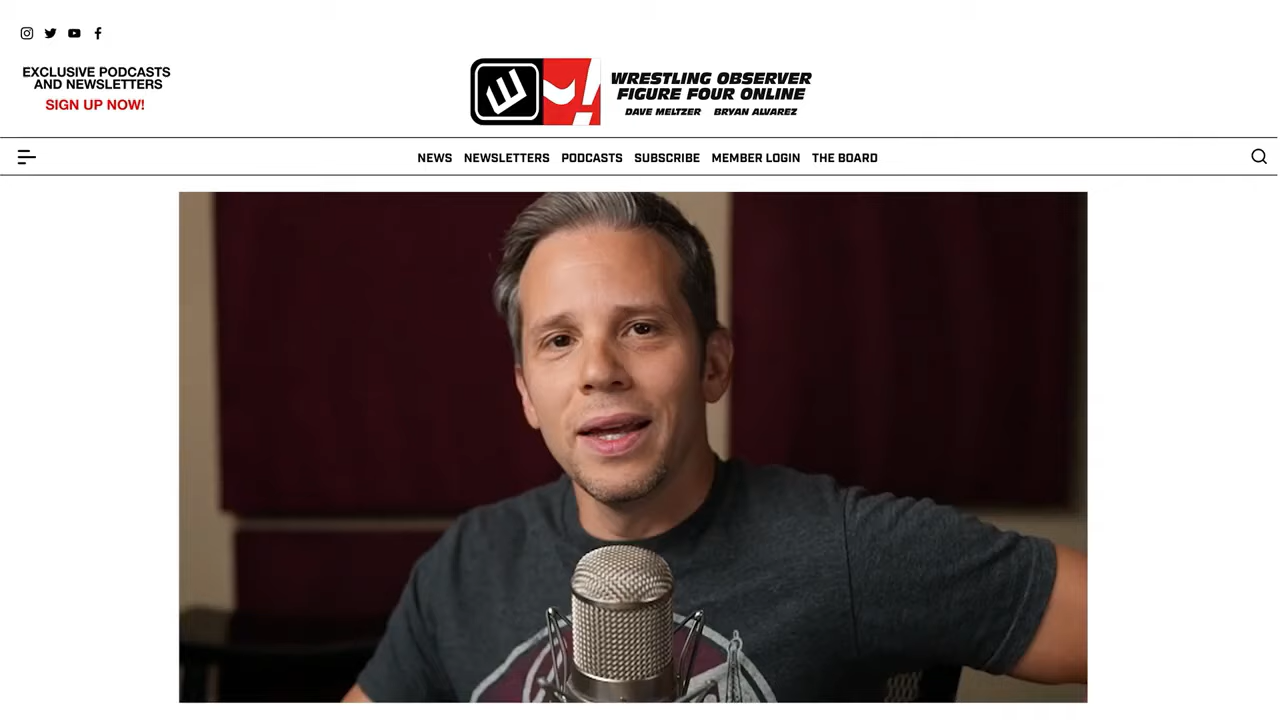 EXCLUSIVE PODCASTS
AND NEWSLETTERS
SIGN UP NOW!
WRESTLING OBSERVER
FIGURE FOUR ONLINE
DAVE MELTZER BRYAN ALVAREZ
NEWS NEWSLETTERS PODCASTS SUBSCRIBE MEMBER LOGIN THE BOARD